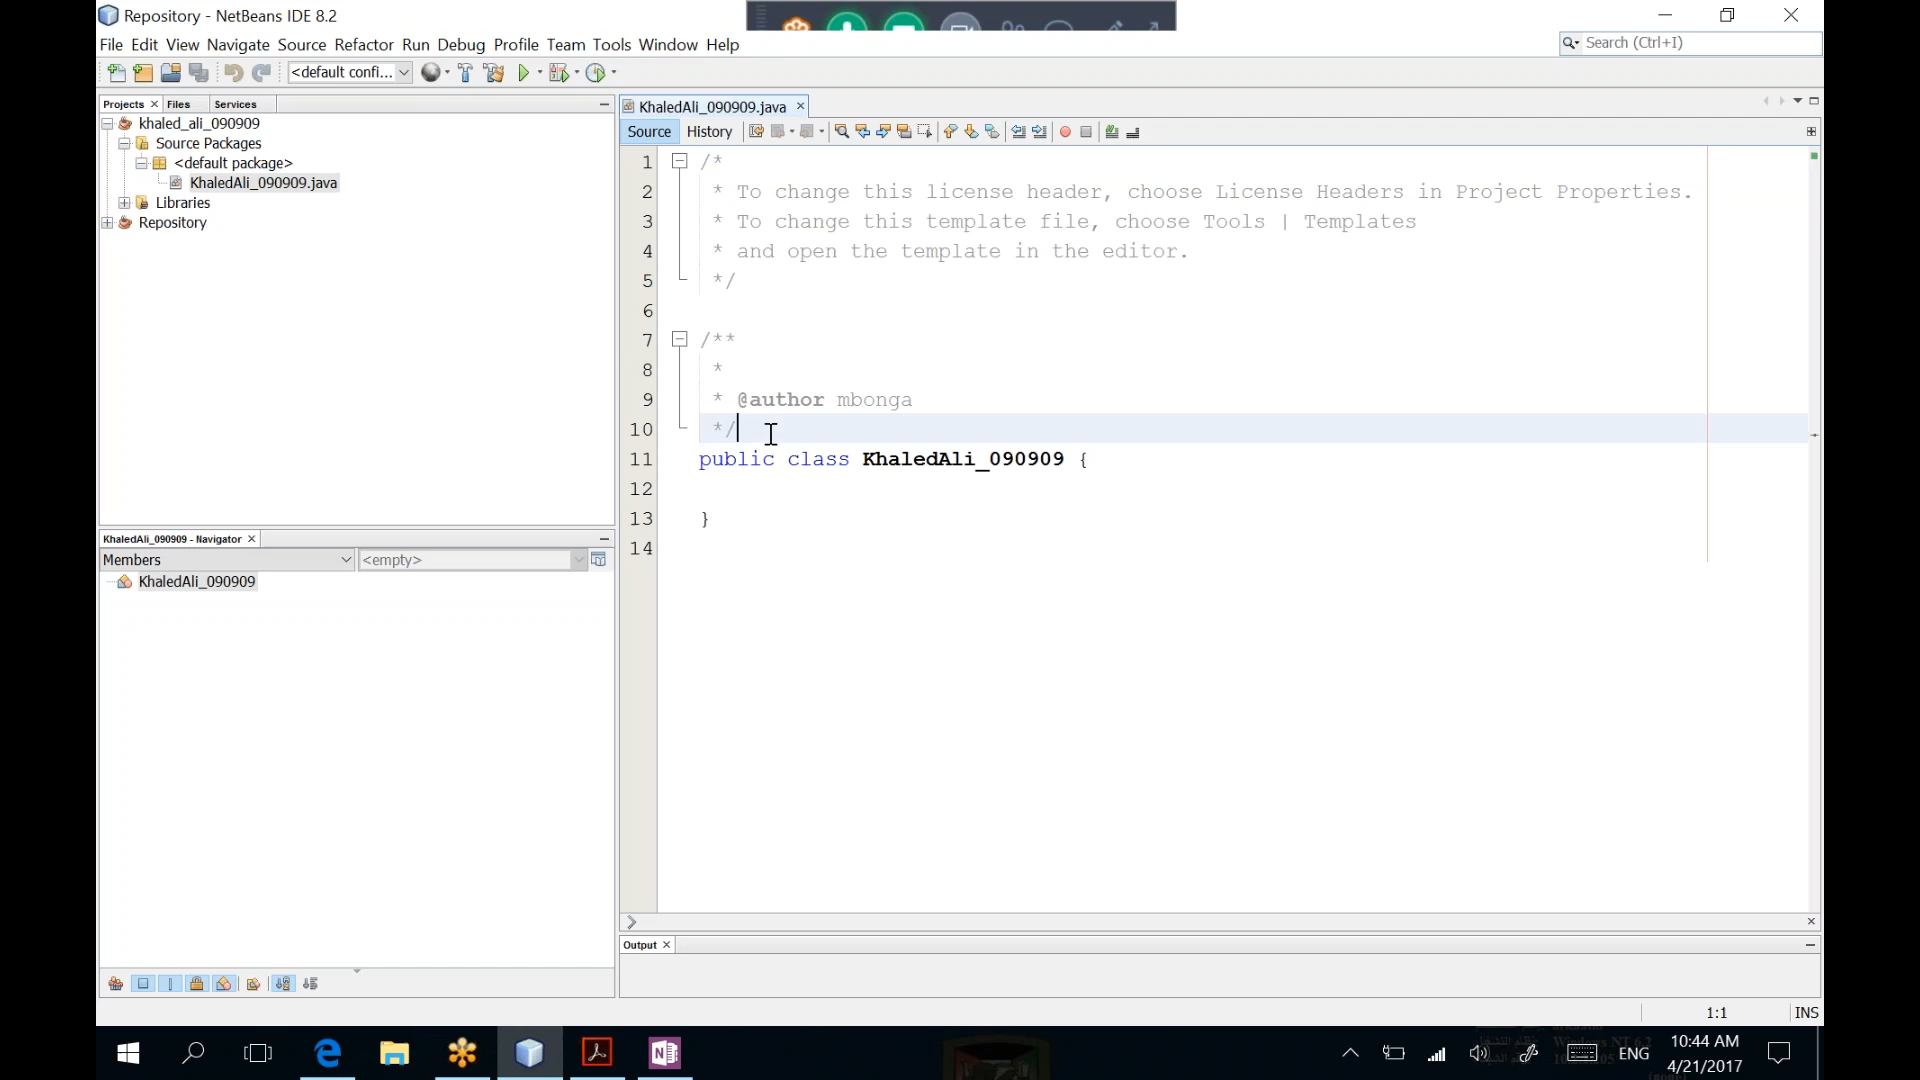 Repository - NetBeans IDE 8.2
File Edit View Navigate Source Refactor Run Debug Profile Team Tools Window Help
Search (Ctrl+I)
<default confi...
Projects Files Services
khaled_ali_090909
Source Packages
<default package>
KhaledAli_090909.java
Libraries
Repository
KhaledAli_090909 - Navigator
Members
<empty>
KhaledAli_090909
KhaledAli_090909.java
Source History
1 /*
2 * To change this license header, choose License Headers in Project Properties.
3 * To change this template file, choose Tools | Templates
4 * and open the template in the editor.
5 */
6
7 /**
8 *
9 * @author mbonga
10 */
11 public class KhaledAli_090909 {
12
13 }
14
Output
1:1 INS
ENG
10:44 AM
4/21/2017